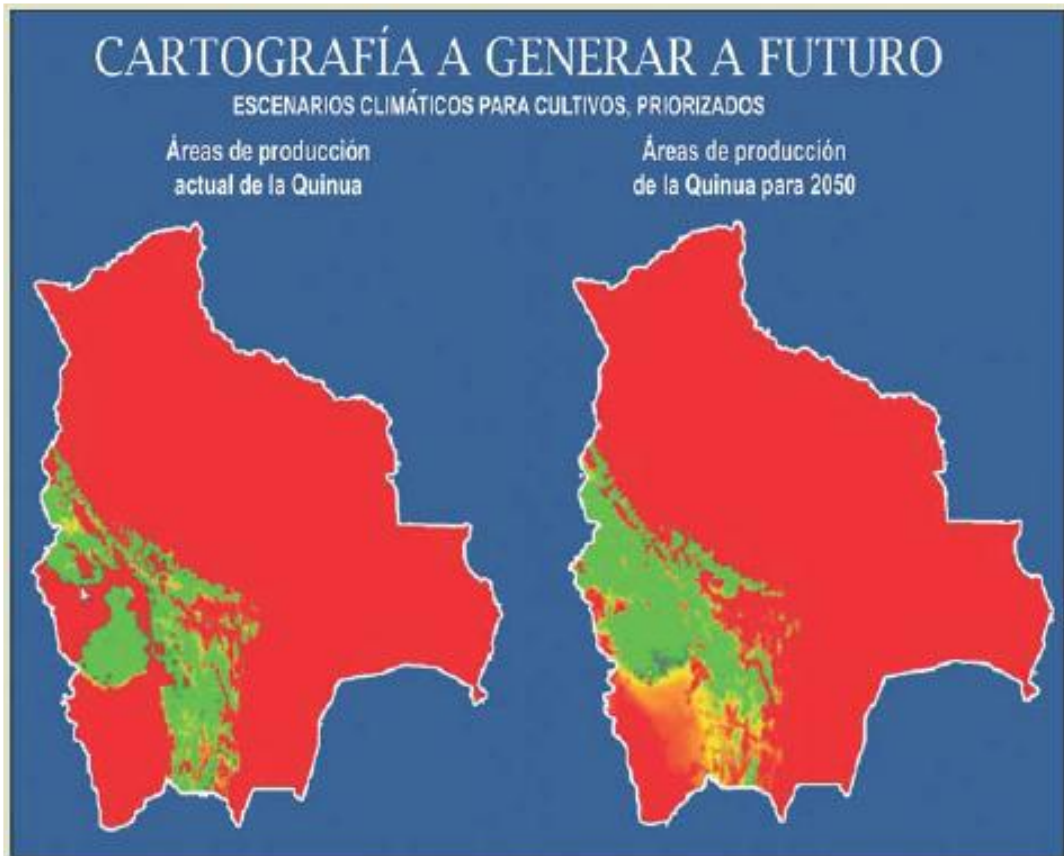 CARTOGRAFÍA A GENERAR A FUTURO
ESCENARIOS CLIMÁTICOS PARA CULTIVOS, PRIORIZADOS
Áreas de producción
actual de la Quinua
Áreas de producción
de la Quinua para 2050